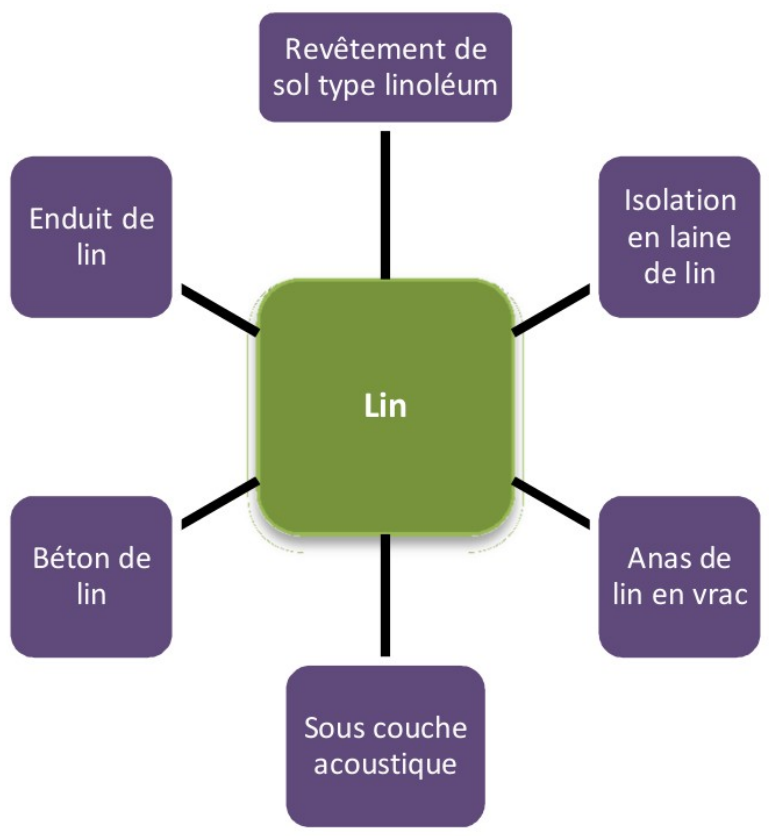 Revêtement de
sol type linoléum
Enduit de
lin
Isolation
en laine
de lin
Lin
Béton de
lin
Anas de
lin en vrac
Sous couche
acoustique